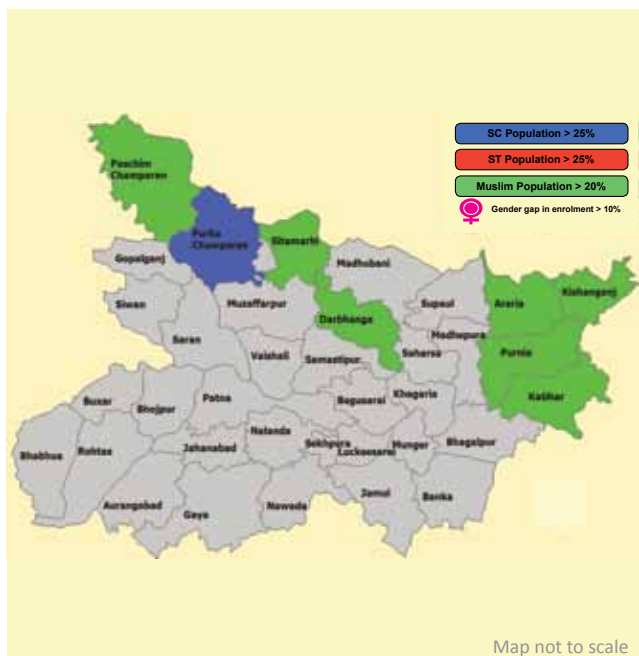 SC Population > 25%
ST Population > 25%
Muslim Population > 20%
Gender gap in enrolment > 10%
Paschim
Champaran
Purba
Champaran
Sitamarhi
Gopalganj
Madhobani
Siwan
Muzaffarpur
Supaul
Araria
Kishanganj
Darbhanga
Madhepura
Saran
Vaishali
Samastipur
Saharsa
Purnia
Katihar
Buxar
Bhojpur
Patna
Begusarai
Khagaria
Nalanda
Bhabhua
Rohtas
Jahanabad
Sekhpura
Lockeesarai
Munger
Bhagalpur
Aurangabad
Gaya
Nawada
Jamui
Banka
Map not to scale